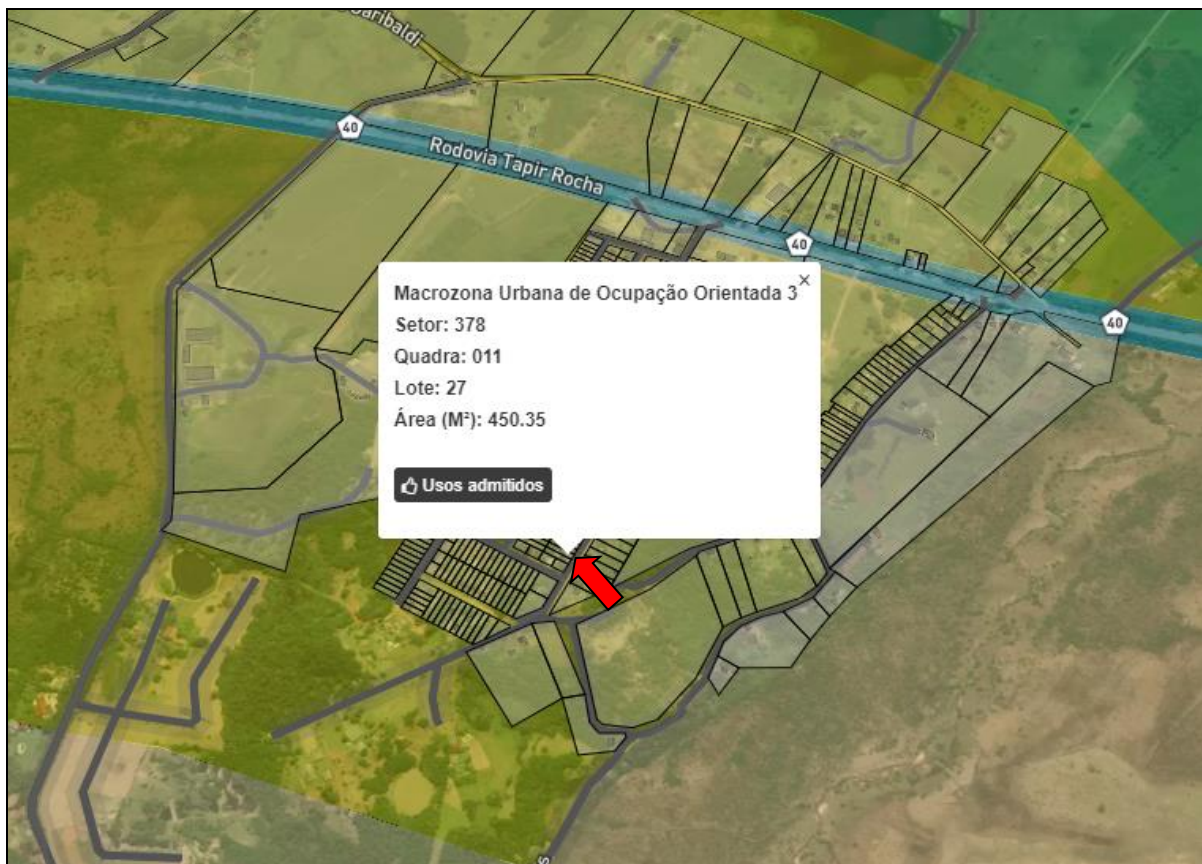 Garibaldi
40
Rodovia Tapir Rocha
40
40
Macrozona Urbana de Ocupação Orientada 3
×
Setor: 378
Quadra: 011
Lote: 27
Área (M²): 450.35
Usos admitidos